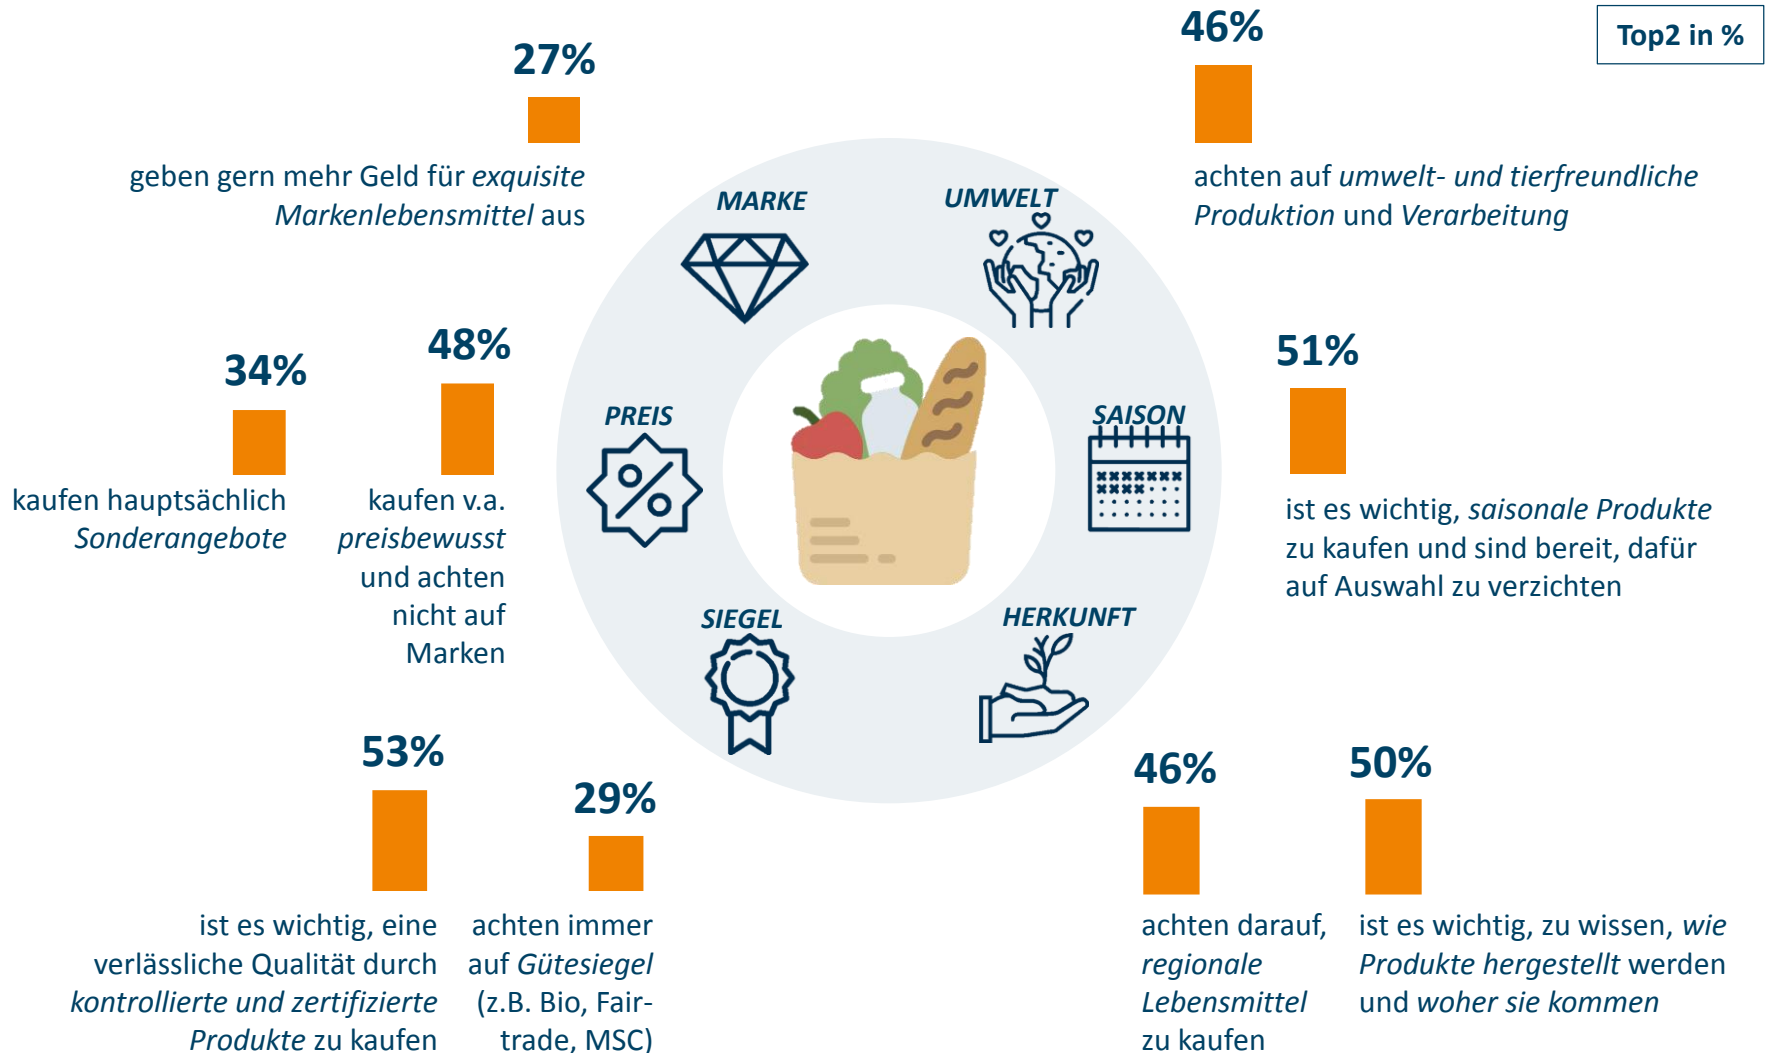 Top2 in %
27%
geben gern mehr Geld für exquisite
Markenlebensmittel aus
46%
achten auf umwelt- und tierfreundliche
Produktion und Verarbeitung
MARKE
UMWELT
34%
kaufen hauptsächlich
Sonderangebote
48%
kaufen v.a.
preisbewusst
und achten
nicht auf
Marken
PREIS
SAISON
51%
ist es wichtig, saisonale Produkte
zu kaufen und sind bereit, dafür
auf Auswahl zu verzichten
SIEGEL
HERKUNFT
53%
ist es wichtig, eine
verlässliche Qualität durch
kontrollierte und zertifizierte
Produkte zu kaufen
29%
achten immer
auf Gütesiegel
(z.B. Bio, Fair-
trade, MSC)
46%
achten darauf,
regionale
Lebensmittel
zu kaufen
50%
ist es wichtig, zu wissen, wie
Produkte hergestellt werden
und woher sie kommen